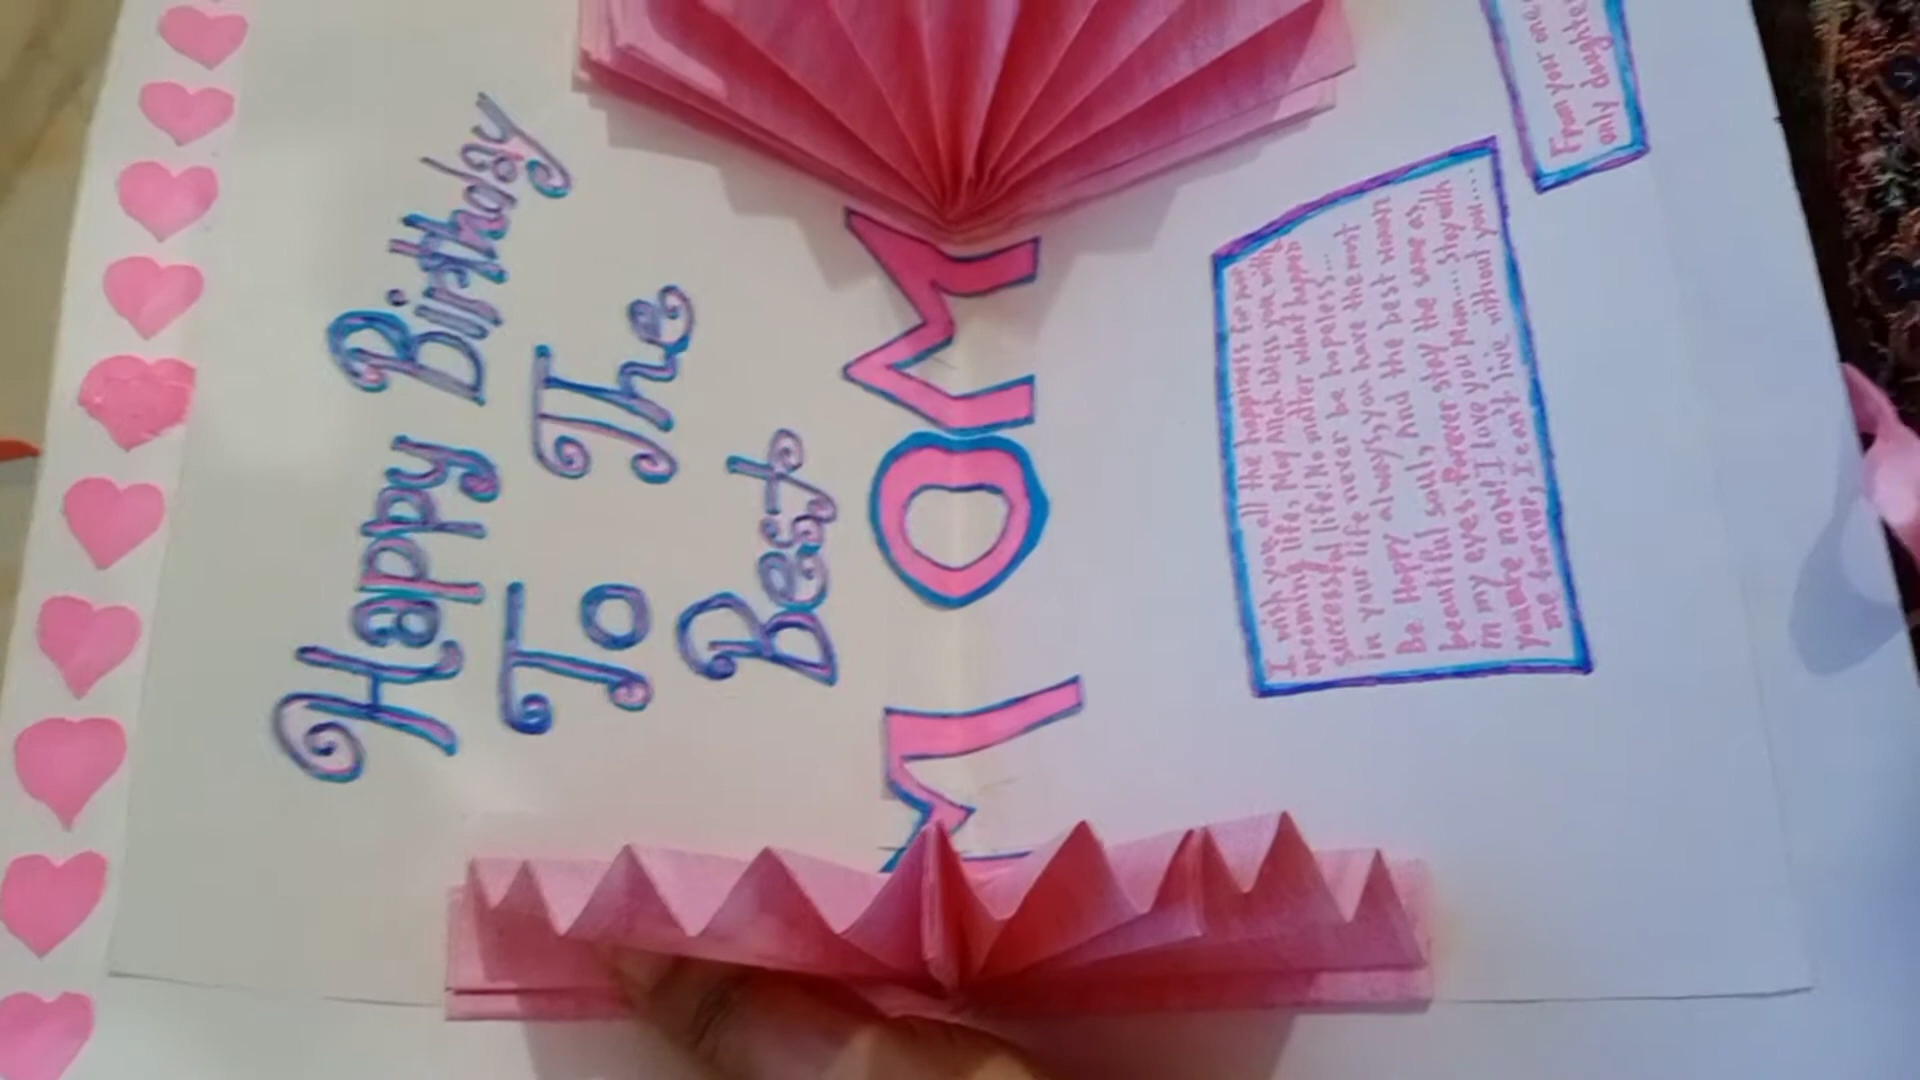 Happy Birthday
To The
Best
MOM
I wish you all the happiness for your
upcoming life, May Allah bless you with
successful life! No matter what happens
in your life never be hopeless...
Be Happy always, you have the most
beautiful soul, And the best woman
in my eyes. Forever stay the same as
you are now! I love you Mom.... Stay with
me forever, I can't live without you....
From your one
only daughte